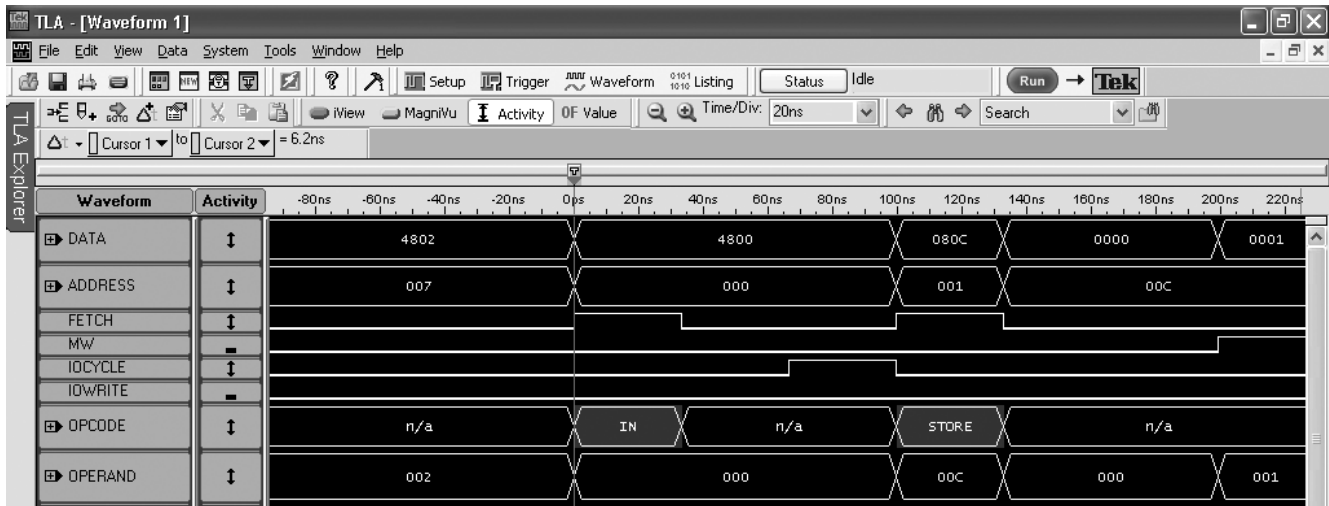 TLA - [Waveform 1]
File Edit View Data System Tools Window Help
Setup Trigger Waveform Listing Status Idle Run Tek
iView MagniVu Activity 0F Value Time/Div: 20ns Search
Cursor 1 to Cursor 2 = 6.2ns
TLA Explorer
Waveform Activity -80ns -60ns -40ns -20ns 0ps 20ns 40ns 60ns 80ns 100ns 120ns 140ns 160ns 180ns 200ns 220ns
DATA 4802 4800 080C 0000 0001
ADDRESS 007 000 001 00C
FETCH
MW
IOCYCLE
IOWRITE
OPCODE n/a IN n/a STORE n/a
OPERAND 002 000 00C 000 001